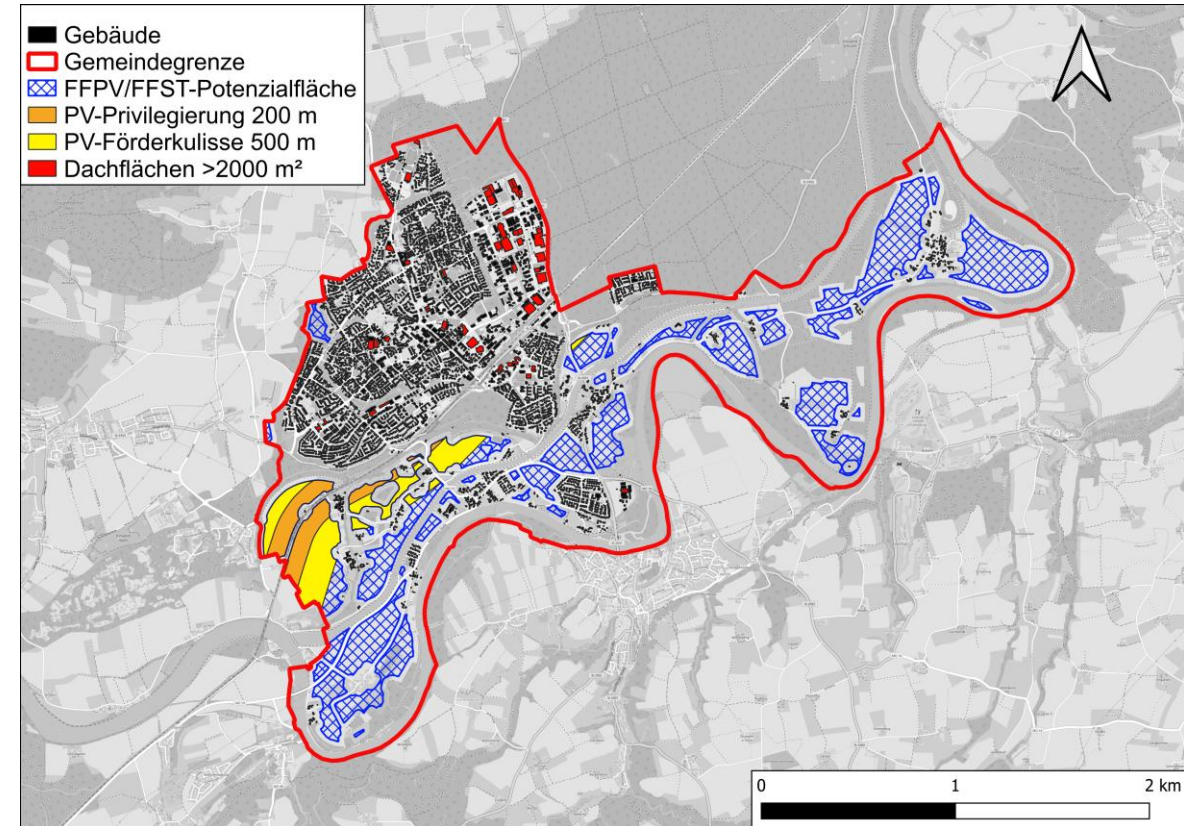 Gebäude
Gemeindegrenze
FFPV/FFST-Potenzialfläche
PV-Privilegierung 200 m
PV-Förderkulisse 500 m
Dachflächen >2000 m²
0 1 2 km